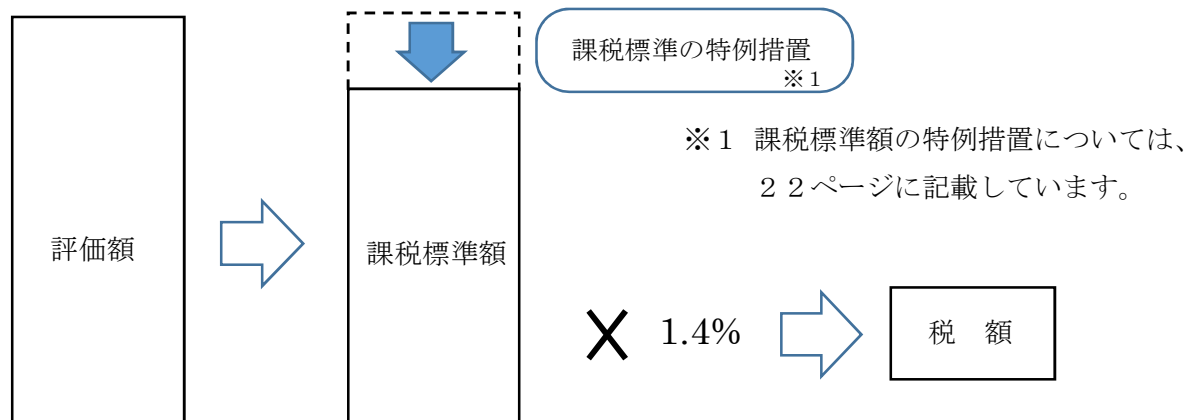 課税標準の特例措置
※1
※1 課税標準額の特例措置については、
22ページに記載しています。
評価額
課税標準額
× 1.4%
税 額